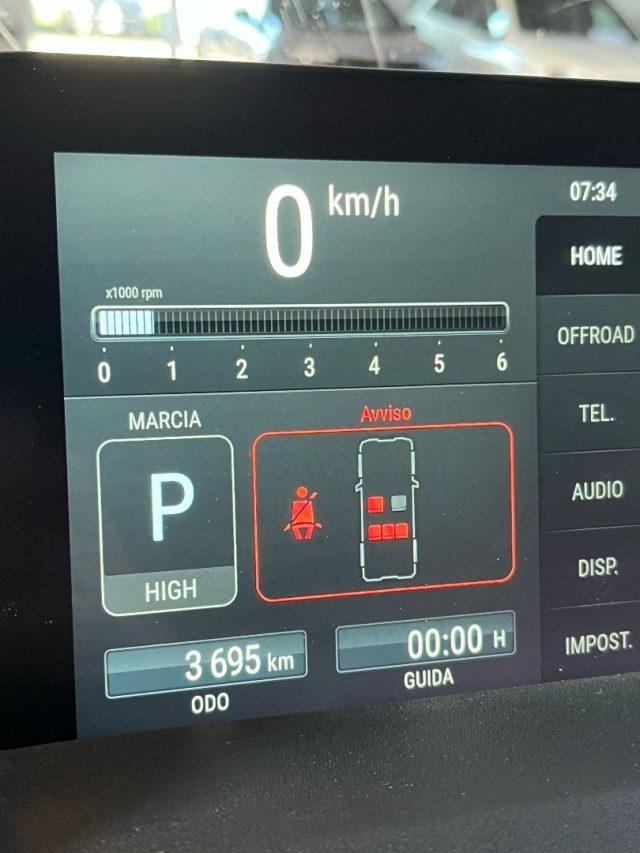 0 km/h
07:34
x1000 rpm
HOME
0 1 2 3 4 5 6
OFFROAD
MARCIA
Avviso
TEL.
P
AUDIO
HIGH
DISP.
3 695 km
00:00 H
IMPOST.
ODO
GUIDA